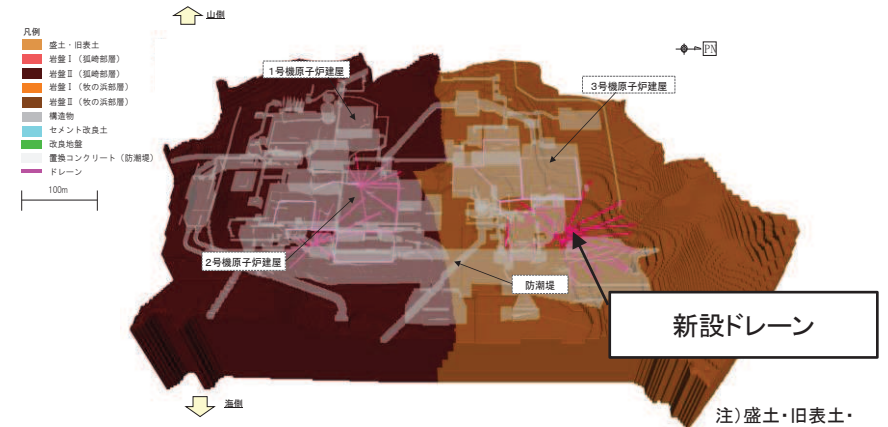 山側
凡例
盛土・旧表土
岩盤Ⅰ（狐崎部層）
岩盤Ⅱ（狐崎部層）
岩盤Ⅰ（牧の浜部層）
岩盤Ⅱ（牧の浜部層）
構造物
セメント改良土
改良地盤
置換コンクリート（防潮堤）
ドレーン
100m
PN
1号機原子炉建屋
3号機原子炉建屋
2号機原子炉建屋
防潮堤
新設ドレーン
海側
注）盛土・旧表土・